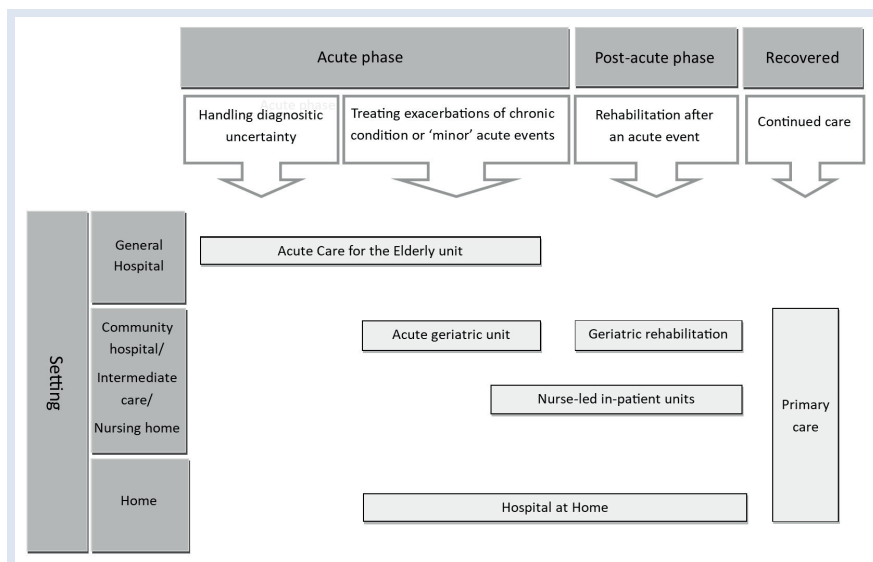 Acute phase
Post-acute phase
Recovered
Acute phase
Handling diagnositic
uncertainty
Treating exacerbations of chronic
condition or ‘minor’ acute events
Rehabilitation after
an acute event
Continued care
Setting
General
Hospital
Acute Care for the Elderly unit
Community
hospital/
Intermediate
care/
Nursing home
Acute geriatric unit
Geriatric rehabilitation
Nurse-led in-patient units
Primary
care
Home
Hospital at Home